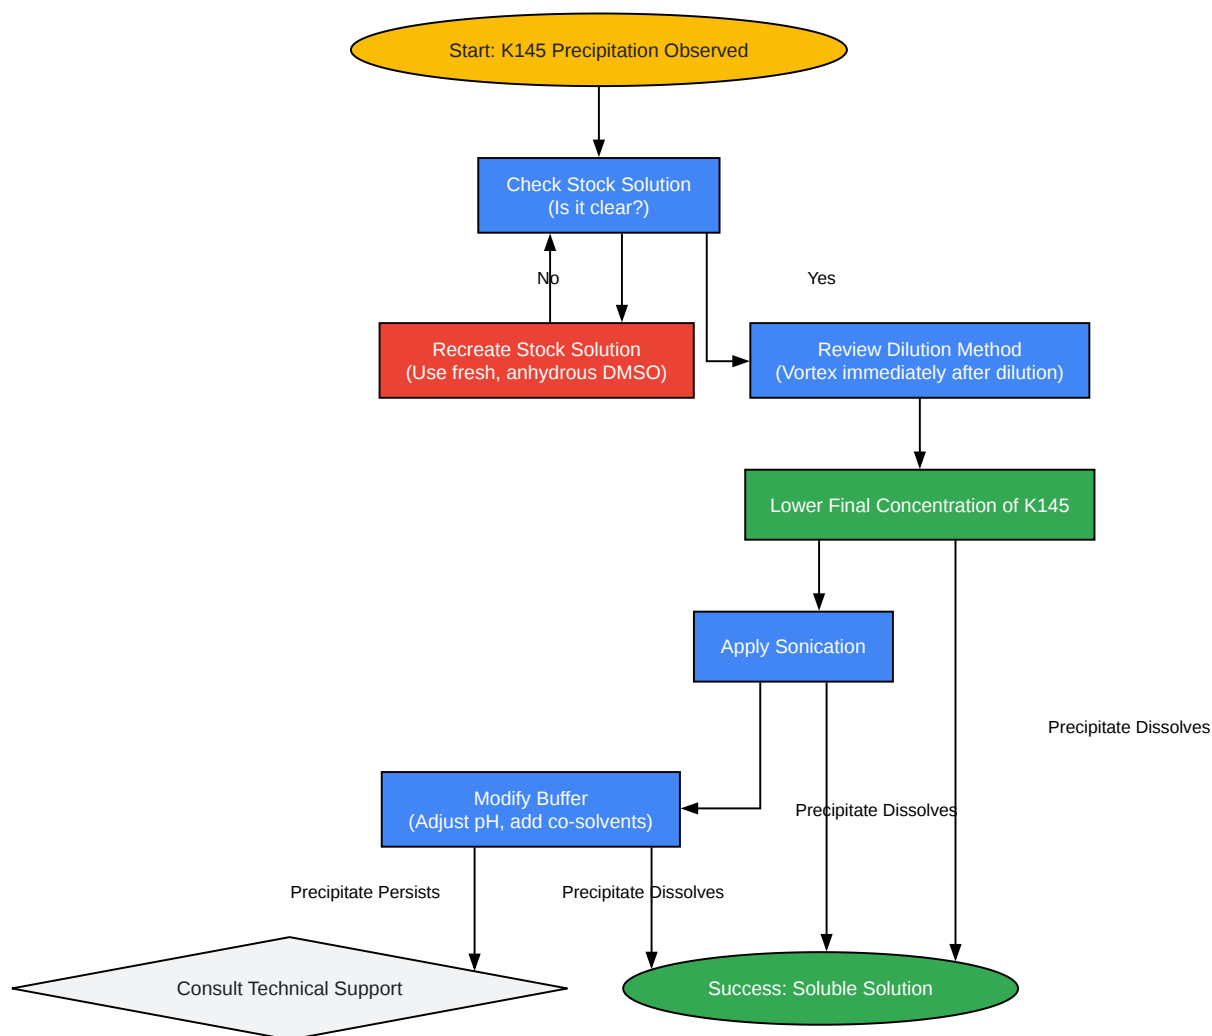 Start: K145 Precipitation Observed
Check Stock Solution
(Is it clear?)
No
Yes
Recreate Stock Solution
(Use fresh, anhydrous DMSO)
Review Dilution Method
(Vortex immediately after dilution)
Lower Final Concentration of K145
Apply Sonication
Precipitate Dissolves
Modify Buffer
(Adjust pH, add co-solvents)
Precipitate Dissolves
Precipitate Persists
Precipitate Dissolves
Consult Technical Support
Success: Soluble Solution